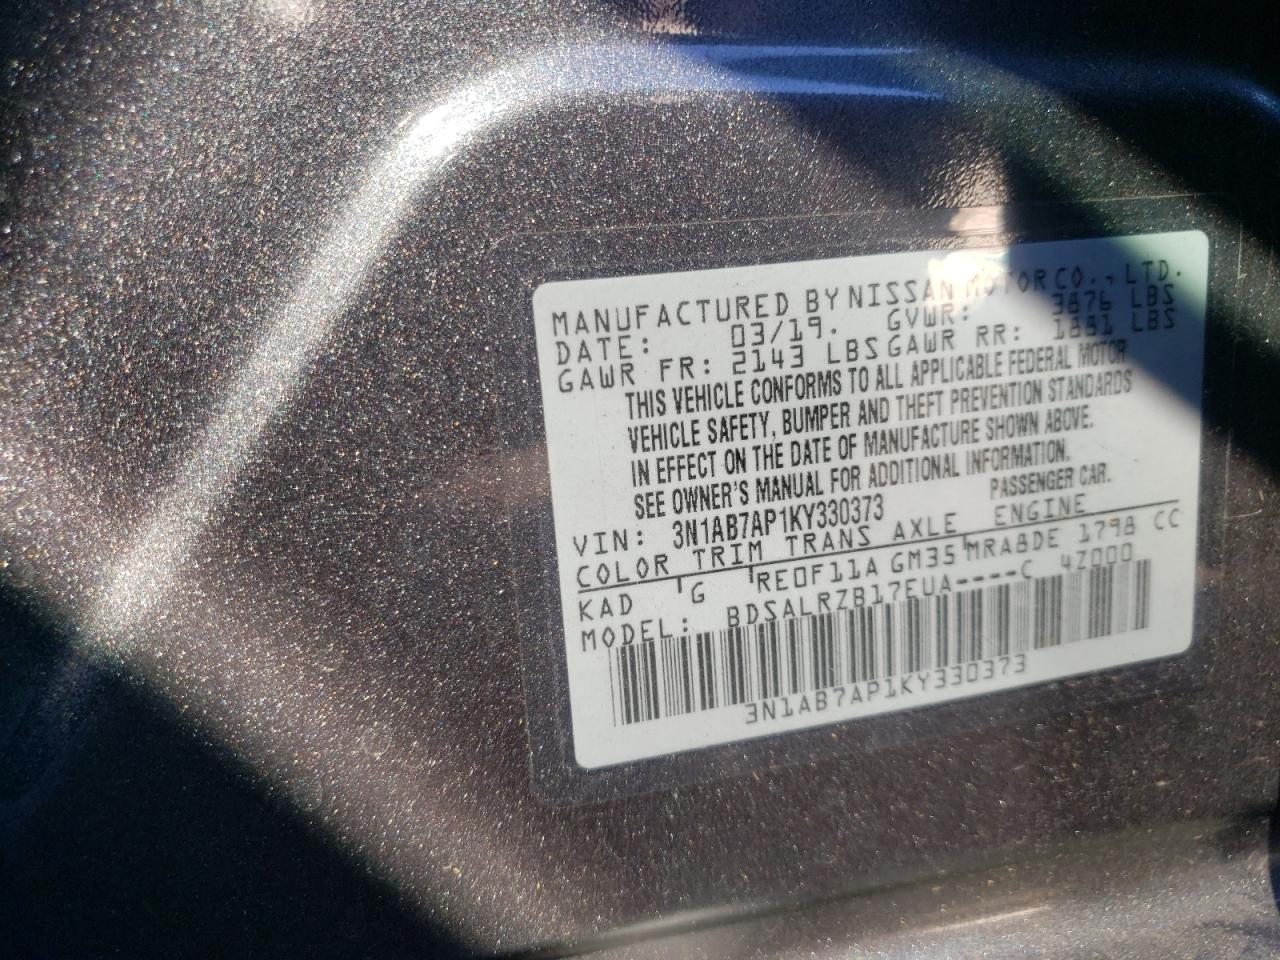 MANUFACTURED BY NISSAN MOTOR CO., LTD.
DATE: 03/19. GVWR: 3876 LBS
GAWR FR: 2143 LBS GAWR RR: 1881 LBS
THIS VEHICLE CONFORMS TO ALL APPLICABLE FEDERAL MOTOR
VEHICLE SAFETY, BUMPER AND THEFT PREVENTION STANDARDS
IN EFFECT ON THE DATE OF MANUFACTURE SHOWN ABOVE.
SEE OWNER'S MANUAL FOR ADDITIONAL INFORMATION.
VIN: 3N1AB7AP1KY330373 PASSENGER CAR.
COLOR TRIM TRANS AXLE ENGINE
KAD G RE0F11A GM35 MRA8DE 1798 CC
MODEL: BDSALRZB17EUA----C 4Z000
3N1AB7AP1KY330373